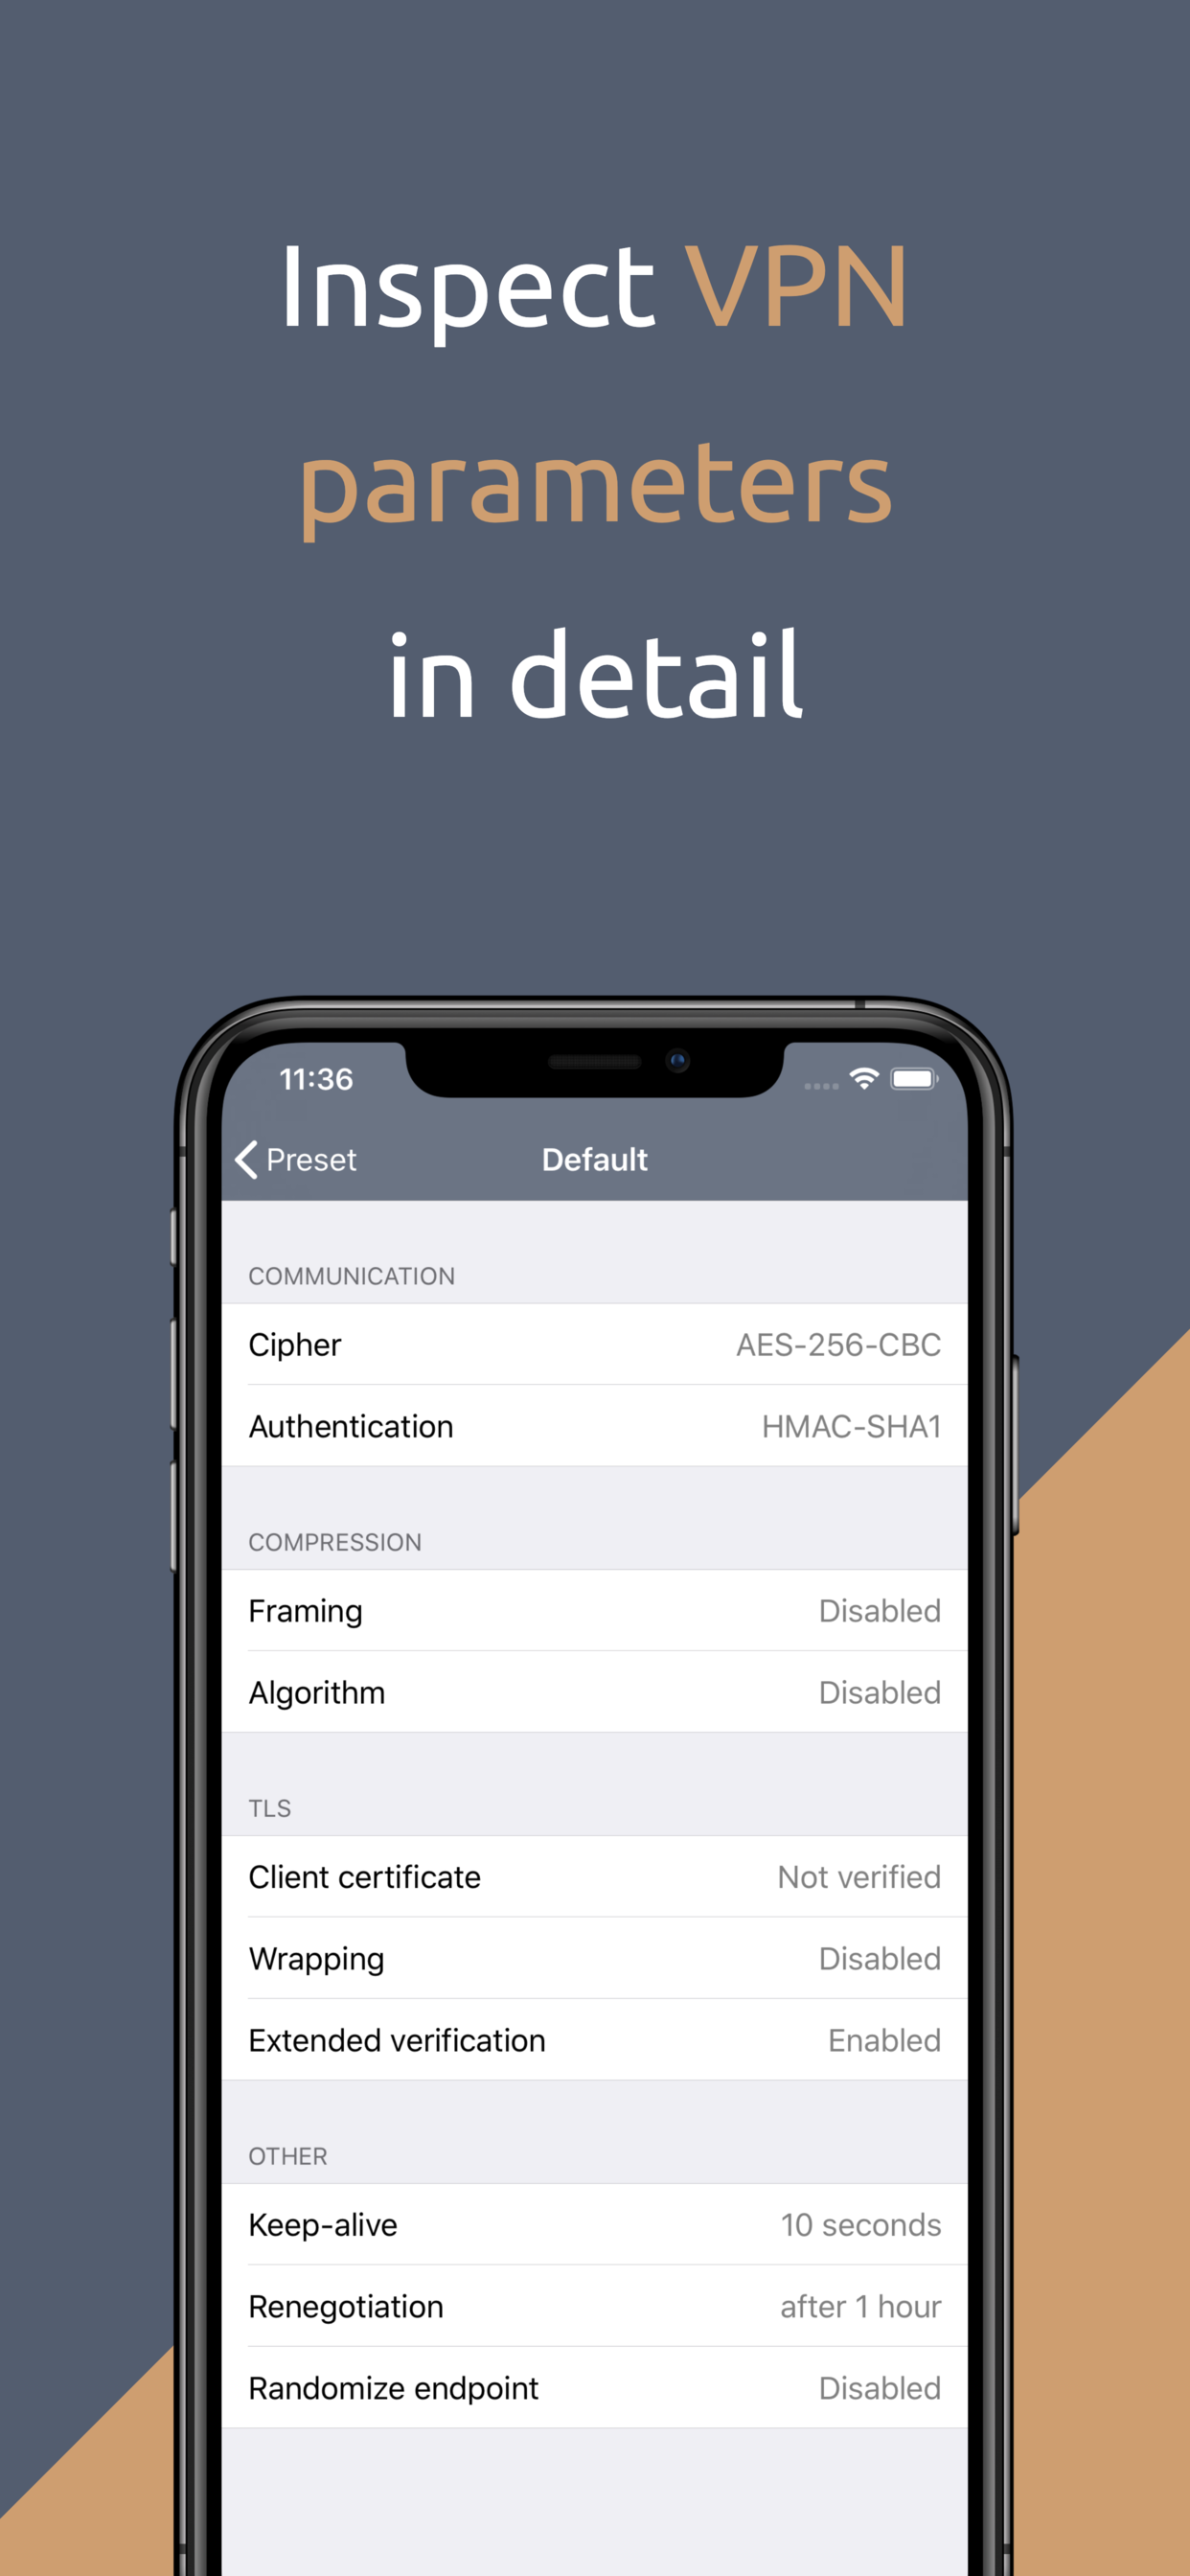 Inspect VPN
parameters
in detail
11:36
Preset
Default
COMMUNICATION
Cipher
AES-256-CBC
Authentication
HMAC-SHA1
COMPRESSION
Framing
Disabled
Algorithm
Disabled
TLS
Client certificate
Not verified
Wrapping
Disabled
Extended verification
Enabled
OTHER
Keep-alive
10 seconds
Renegotiation
after 1 hour
Randomize endpoint
Disabled